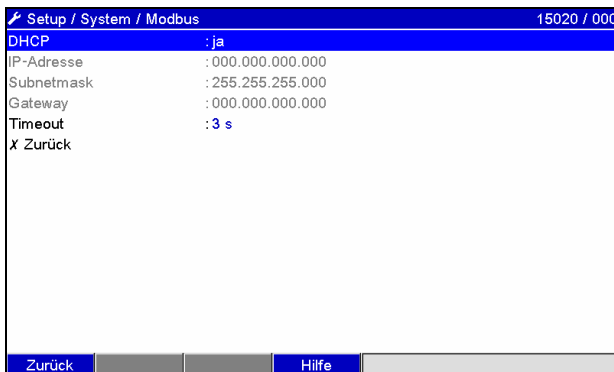 Setup / System / Modbus 15020 / 000
DHCP : ja
IP-Adresse : 000.000.000.000
Subnetmask : 255.255.255.000
Gateway : 000.000.000.000
Timeout : 3 s
X Zurück
Zurück Hilfe